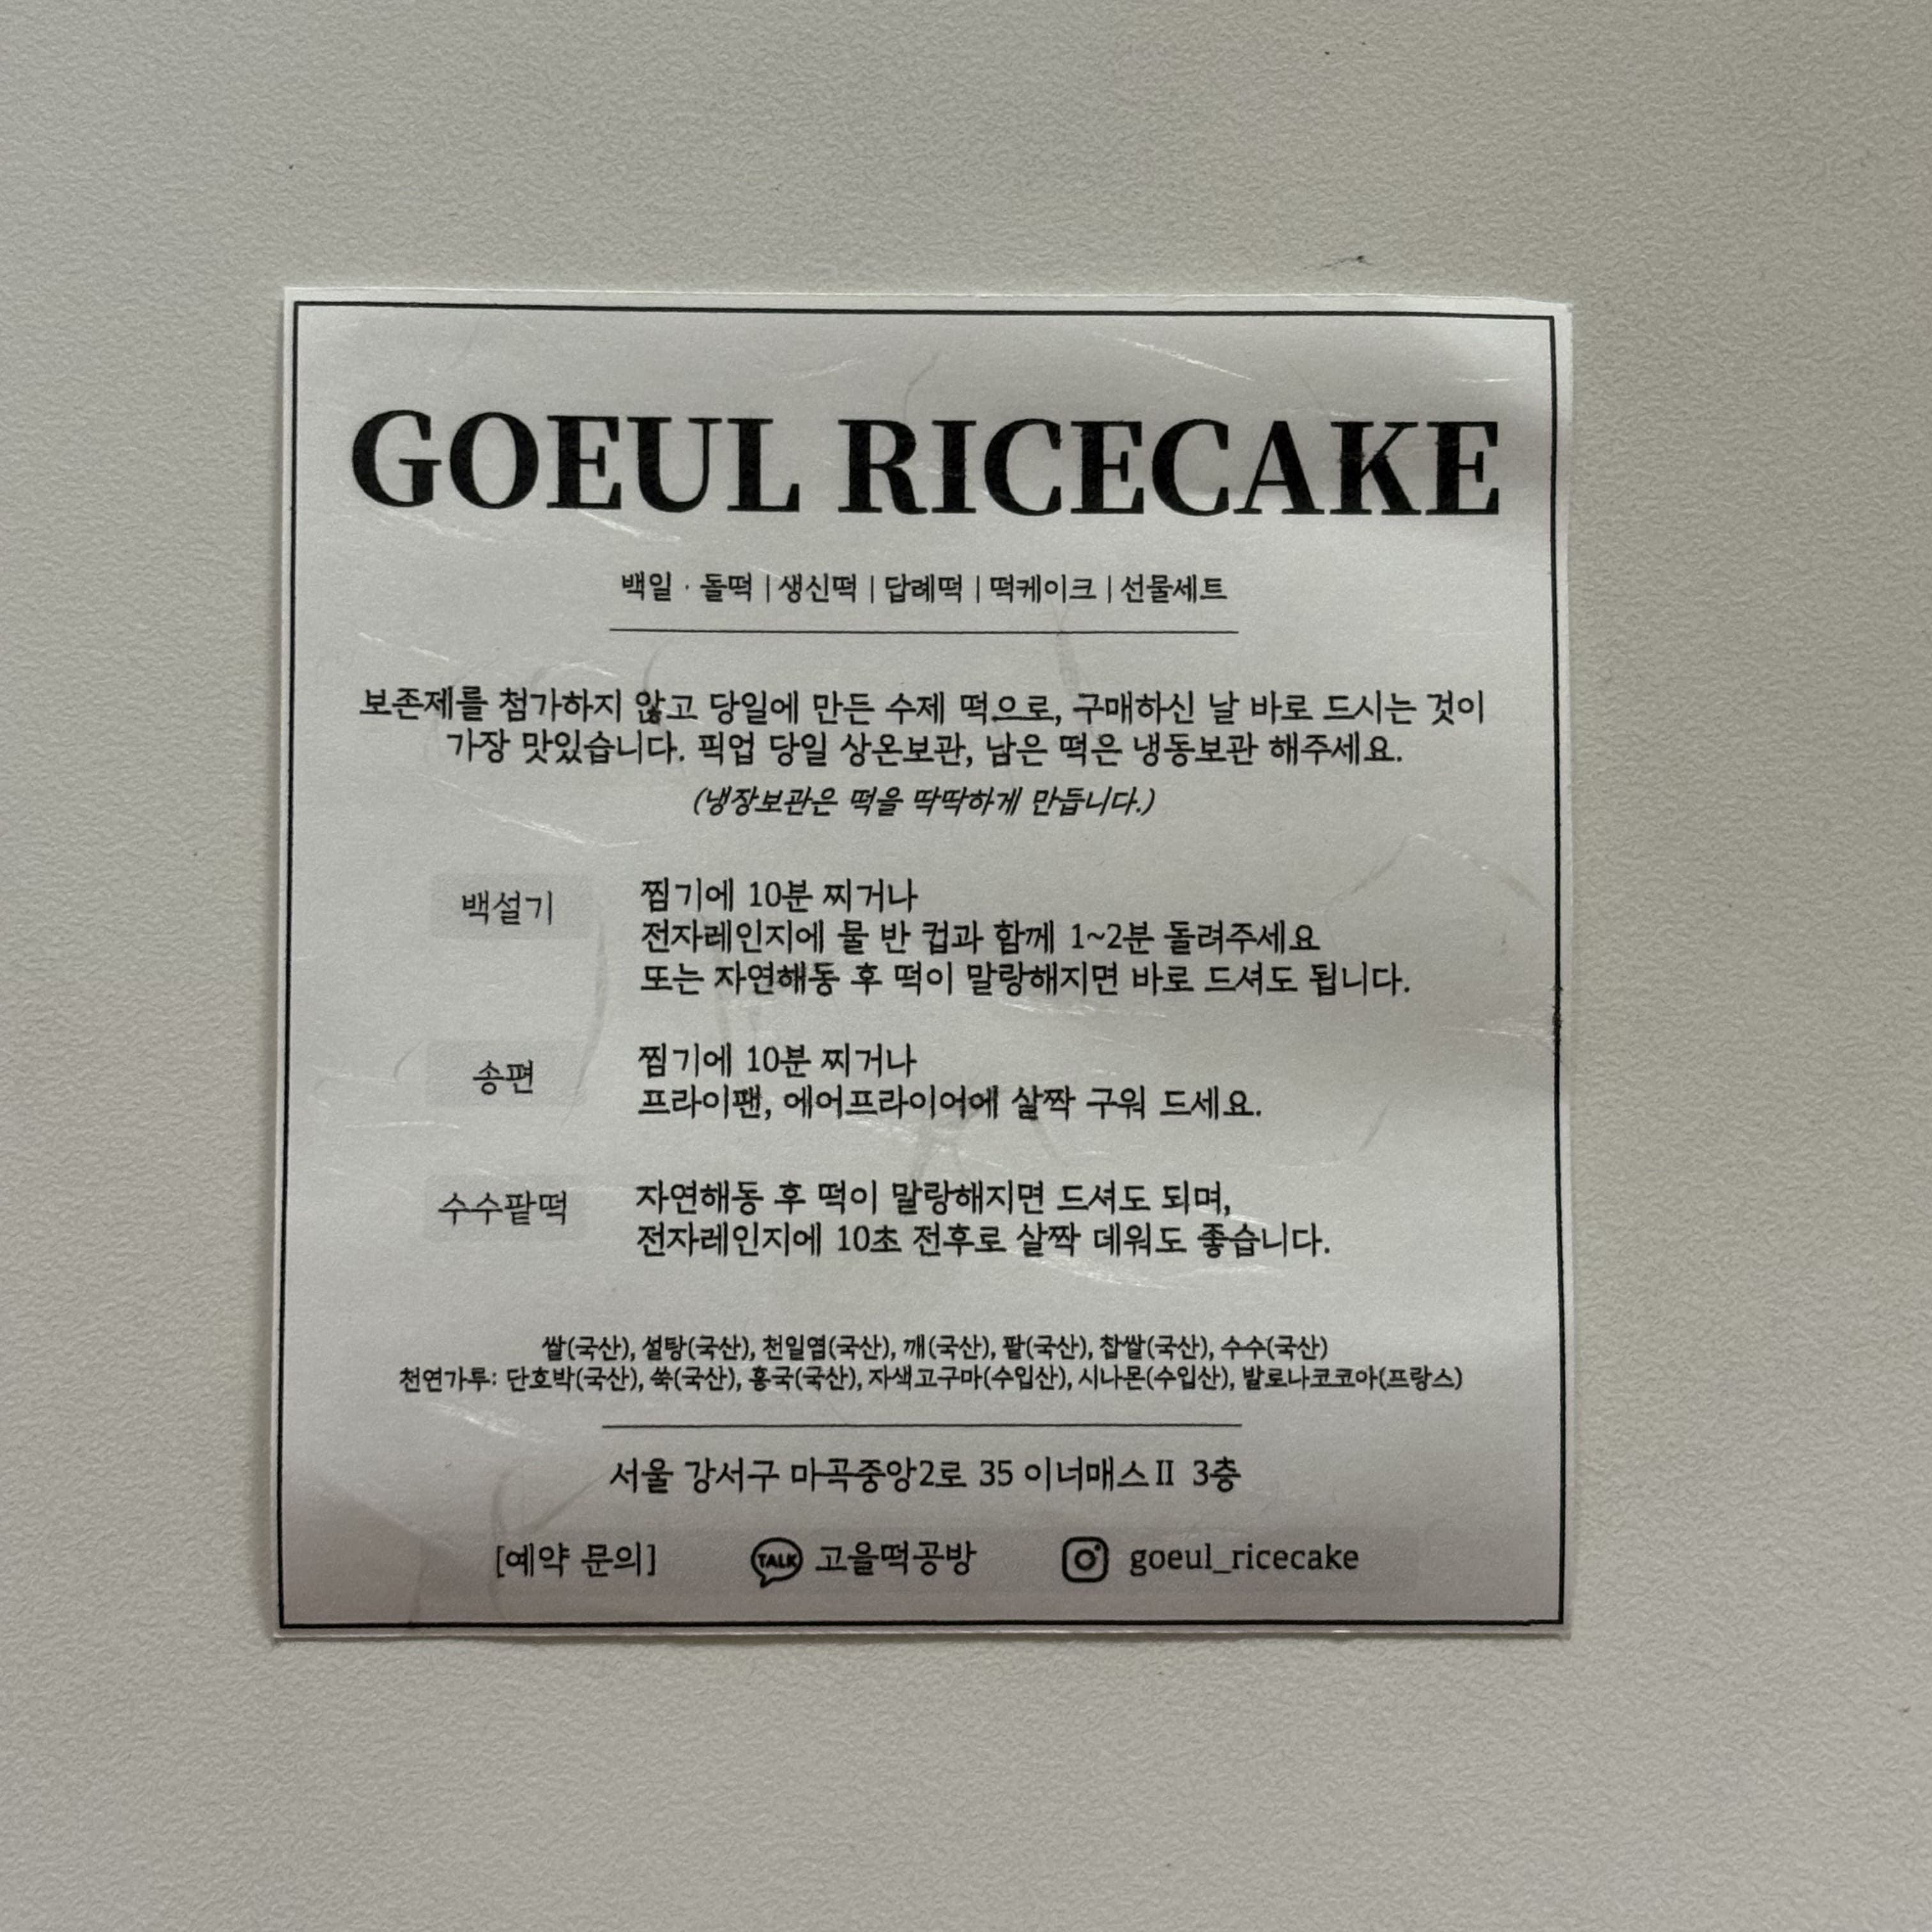 GOEUL RICECAKE
백일 · 돌떡 | 생신떡 | 답례떡 | 떡케이크 | 선물세트
보존제를 첨가하지 않고 당일에 만든 수제 떡으로, 구매하신 날 바로 드시는 것이
가장 맛있습니다. 픽업 당일 상온보관, 남은 떡은 냉동보관 해주세요.
(냉장보관은 떡을 딱딱하게 만듭니다.)
백설기
찜기에 10분 찌거나
전자레인지에 물 반 컵과 함께 1~2분 돌려주세요
또는 자연해동 후 떡이 말랑해지면 바로 드셔도 됩니다.
송편
찜기에 10분 찌거나
프라이팬, 에어프라이어에 살짝 구워 드세요.
수수팥떡
자연해동 후 떡이 말랑해지면 드셔도 되며,
전자레인지에 10초 전후로 살짝 데워도 좋습니다.
쌀(국산), 설탕(국산), 천일염(국산), 깨(국산), 팥(국산), 찹쌀(국산), 수수(국산)
천연가루: 단호박(국산), 쑥(국산), 홍국(국산), 자색고구마(수입산), 시나몬(수입산), 발로나코코아(프랑스)
서울 강서구 마곡중앙2로 35 이너매스Ⅱ 3층
[예약 문의] TALK 고을떡공방 goeul_ricecake